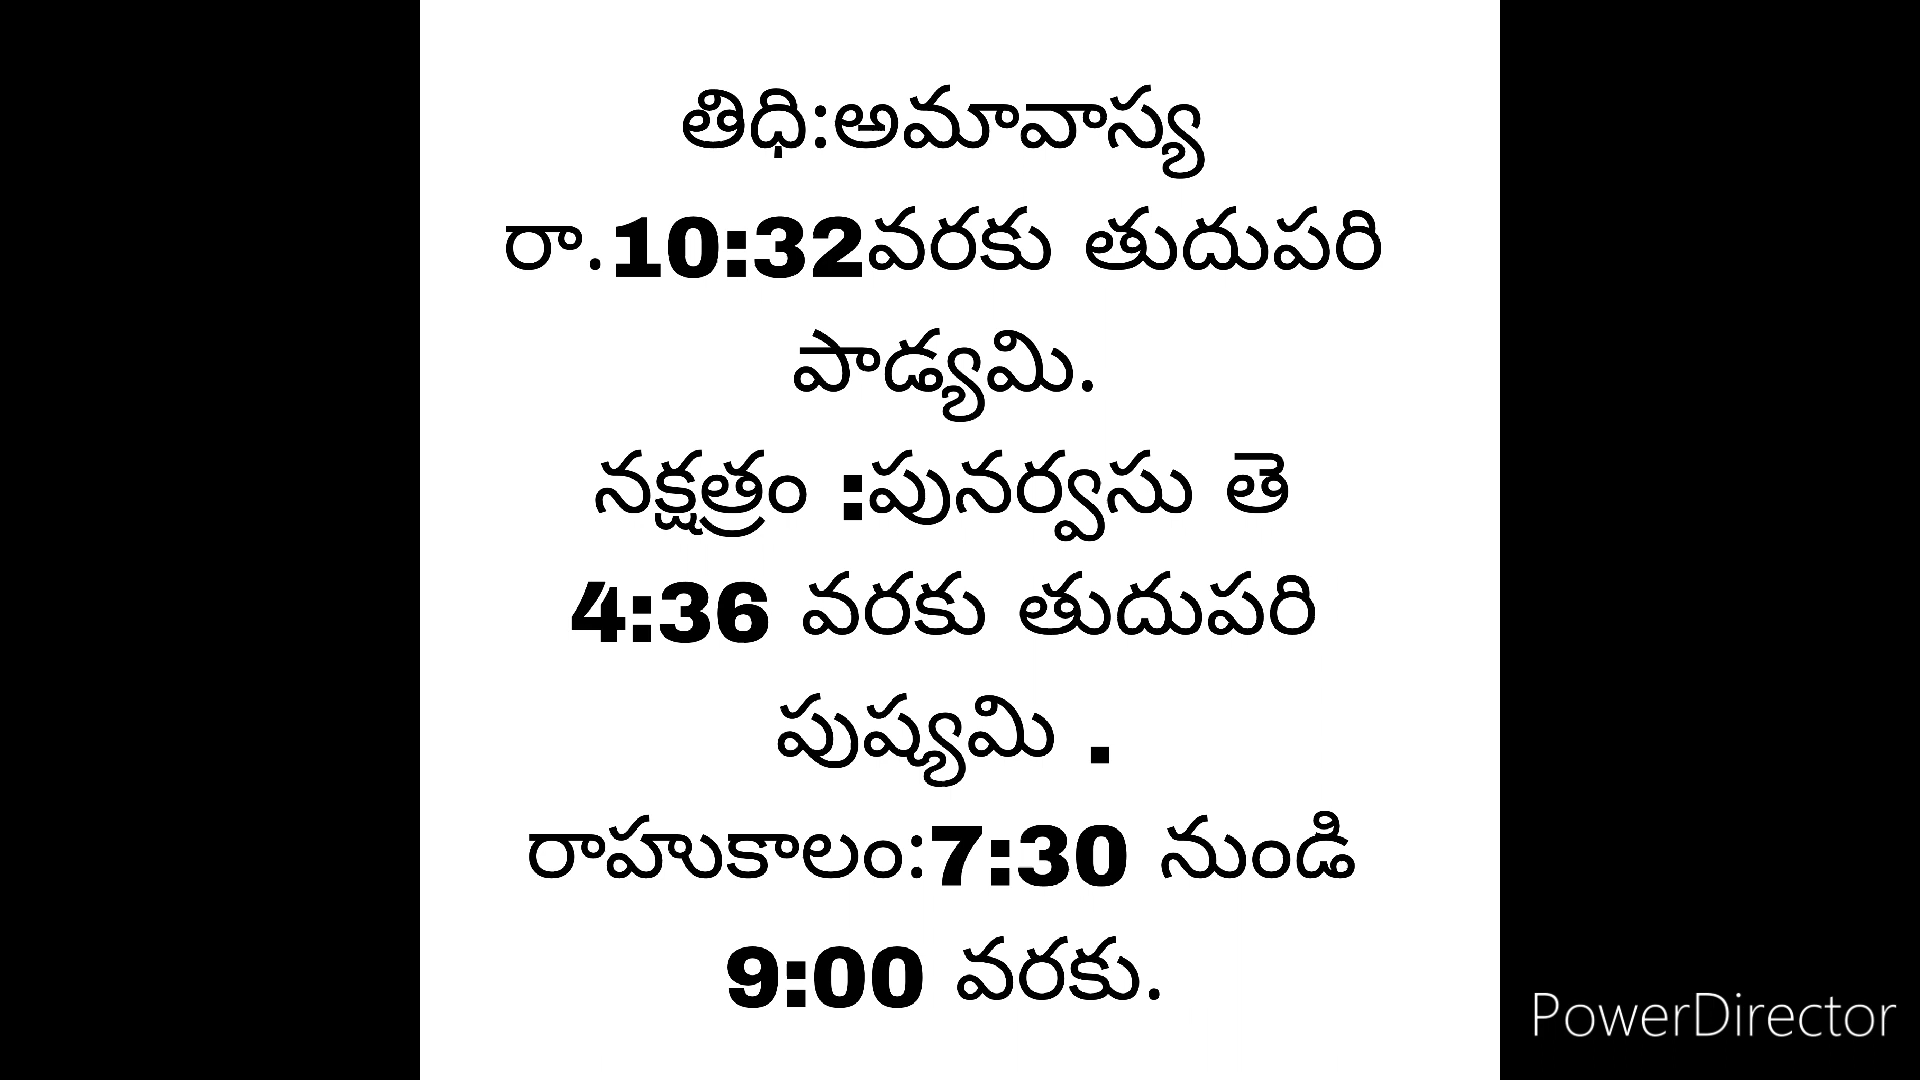 తిధి:అమావాస్య
రా.10:32వరకు తుదుపరి
పాడ్యమి.
నక్షత్రం :పునర్వసు తె
4:36 వరకు తుదుపరి
పుష్యమి .
రాహుకాలం:7:30 నుండి
9:00 వరకు.
PowerDirector